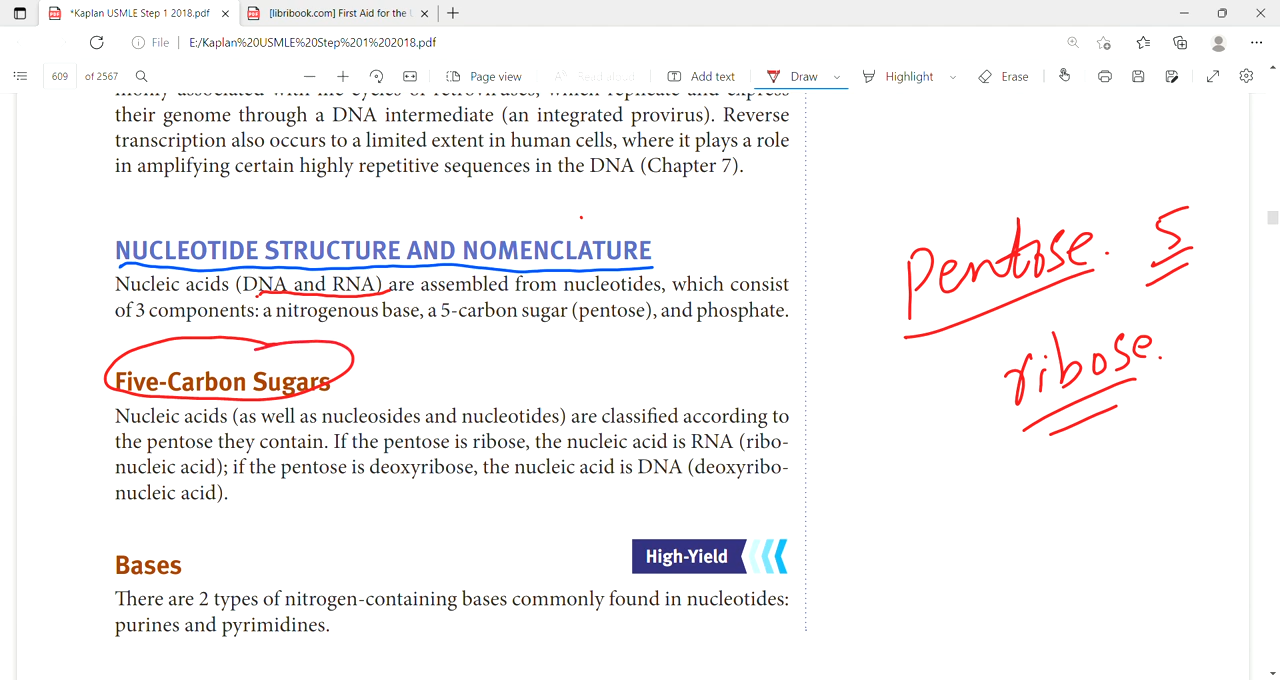 *Kaplan USMLE Step 1 2018.pdf
[libribook.com] First Aid for the
File
E:/Kaplan%20USMLE%20Step%201%202018.pdf
609 of 2567
Page view
Read aloud
Add text
Draw
Highlight
Erase
their genome through a DNA intermediate (an integrated provirus). Reverse
transcription also occurs to a limited extent in human cells, where it plays a role
in amplifying certain highly repetitive sequences in the DNA (Chapter 7).
NUCLEOTIDE STRUCTURE AND NOMENCLATURE
Nucleic acids (DNA and RNA) are assembled from nucleotides, which consist
of 3 components: a nitrogenous base, a 5-carbon sugar (pentose), and phosphate.
Five-Carbon Sugars
Nucleic acids (as well as nucleosides and nucleotides) are classified according to
the pentose they contain. If the pentose is ribose, the nucleic acid is RNA (ribo-
nucleic acid); if the pentose is deoxyribose, the nucleic acid is DNA (deoxyribo-
nucleic acid).
High-Yield
Bases
There are 2 types of nitrogen-containing bases commonly found in nucleotides:
purines and pyrimidines.
pentose. 5
ribose.